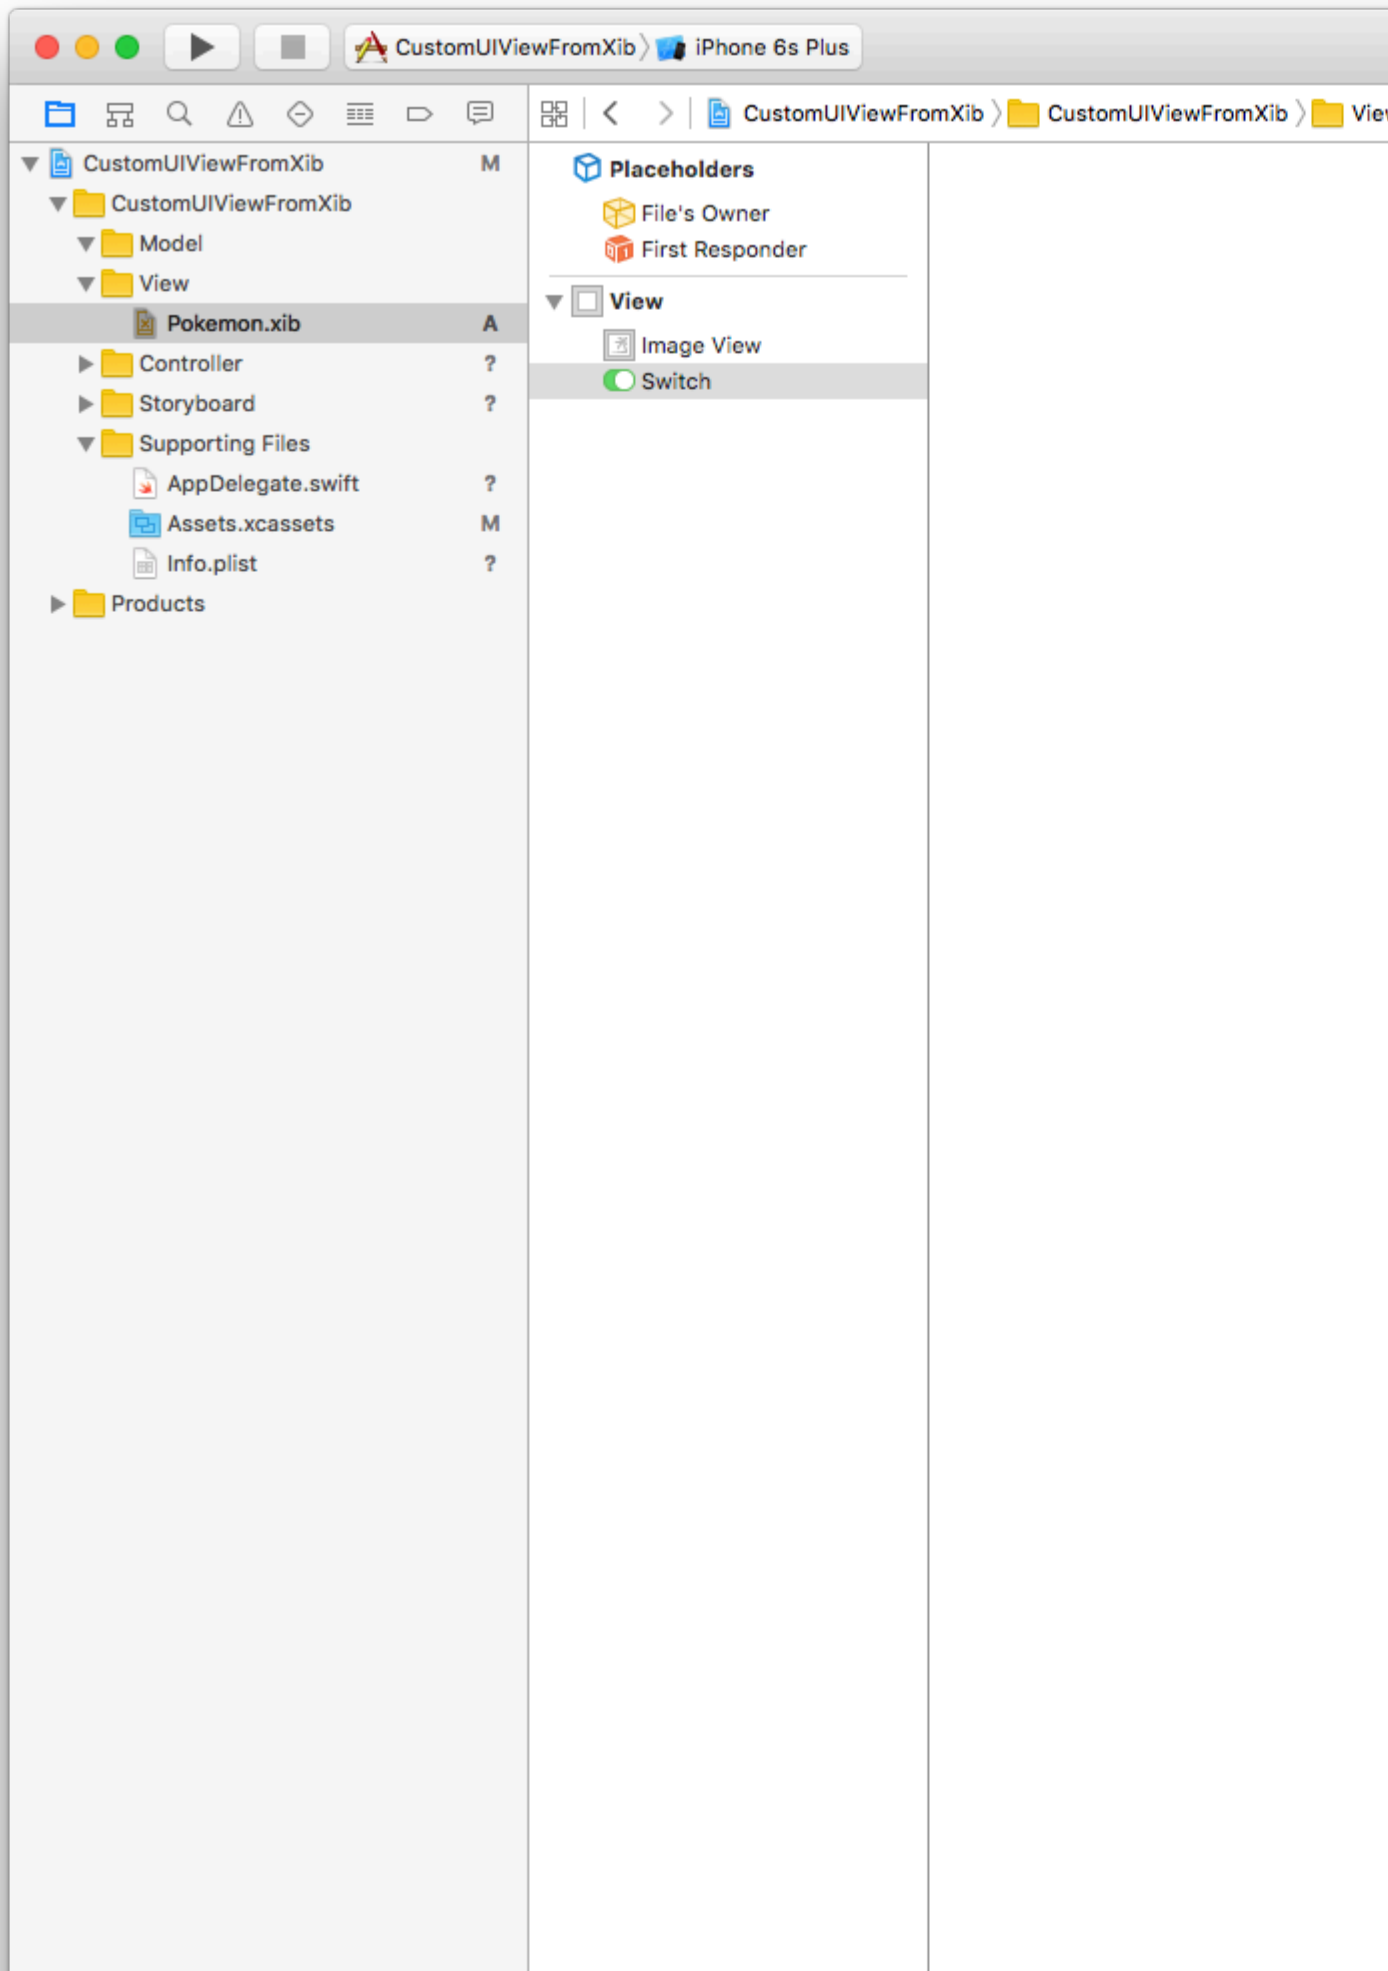 CustomUIViewFromXib iPhone 6s Plus
CustomUIViewFromXib CustomUIViewFromXib
CustomUIViewFromXib M
CustomUIViewFromXib
Model
View
Pokemon.xib A
Controller ?
Storyboard ?
Supporting Files
AppDelegate.swift ?
Assets.xcassets M
Info.plist ?
Products
Placeholders
File's Owner
First Responder
View
Image View
Switch